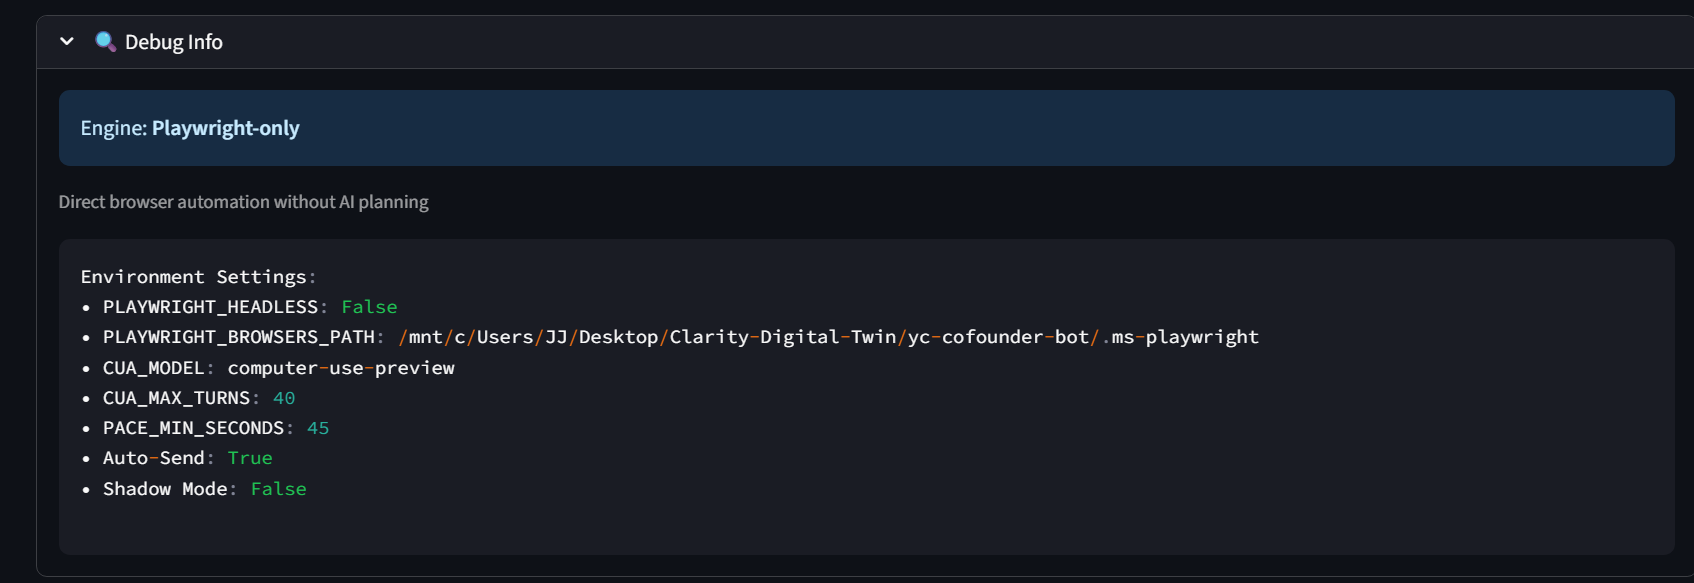 Debug Info
Engine: Playwright-only
Direct browser automation without AI planning
Environment Settings:
• PLAYWRIGHT_HEADLESS: False
• PLAYWRIGHT_BROWSERS_PATH: /mnt/c/Users/JJ/Desktop/Clarity-Digital-Twin/yc-cofounder-bot/.ms-playwright
• CUA_MODEL: computer-use-preview
• CUA_MAX_TURNS: 40
• PACE_MIN_SECONDS: 45
• Auto-Send: True
• Shadow Mode: False